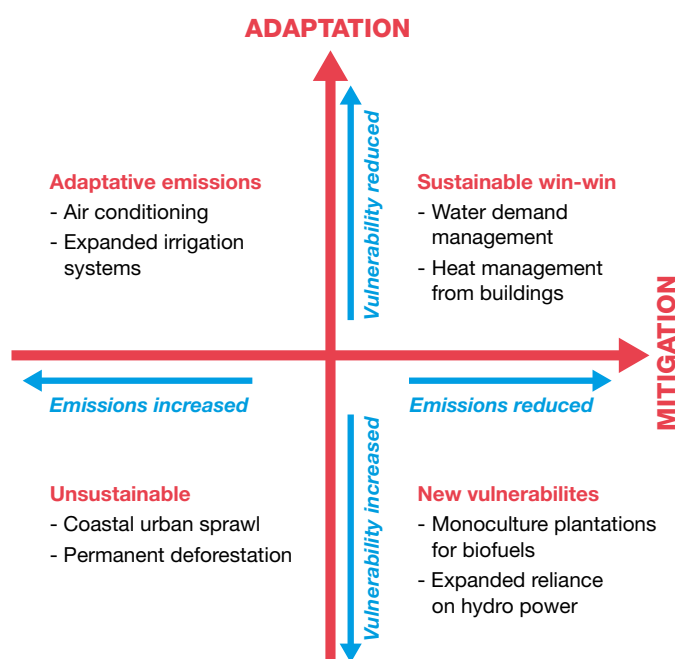 ADAPTATION
Vulnerability reduced
Adaptative emissions
- Air conditioning
- Expanded irrigation
systems
Sustainable win-win
- Water demand
management
- Heat management
from buildings
MITIGATION
Emissions increased
Emissions reduced
Vulnerability increased
Unsustainable
- Coastal urban sprawl
- Permanent deforestation
New vulnerabilites
- Monoculture plantations
for biofuels
- Expanded reliance
on hydro power